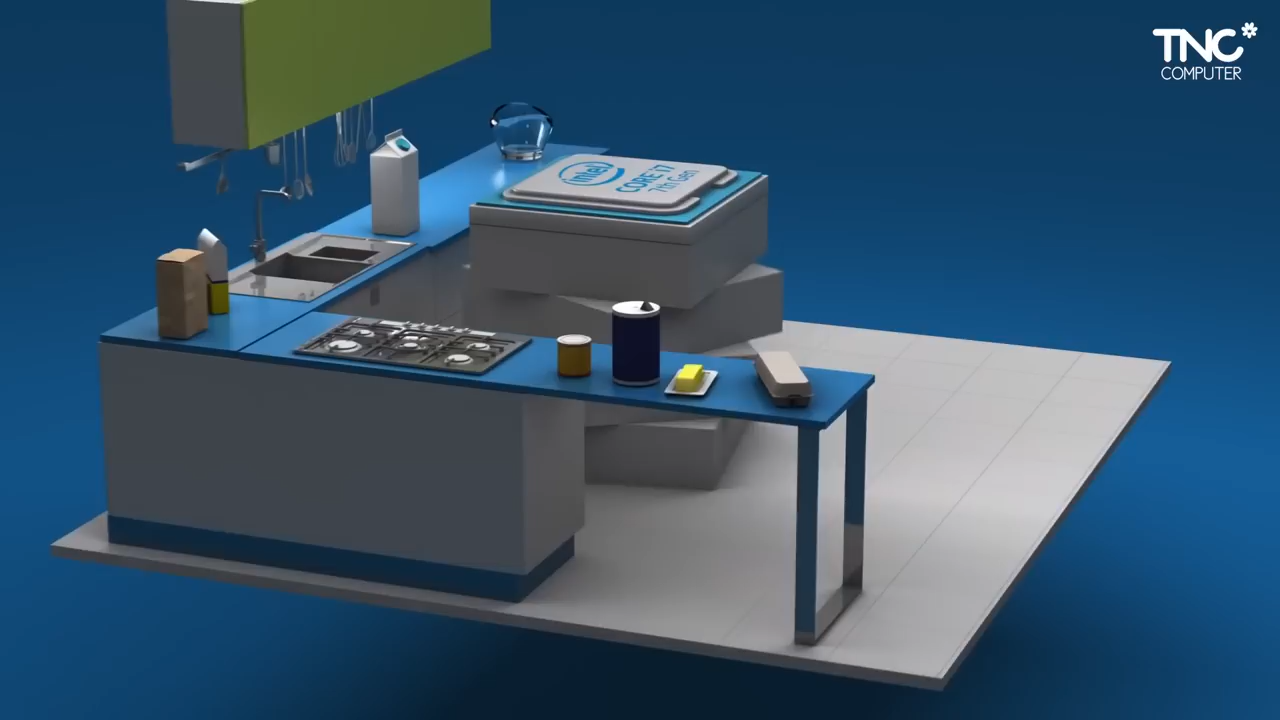 TNC
COMPUTER
intel
CORE i7
7th Gen